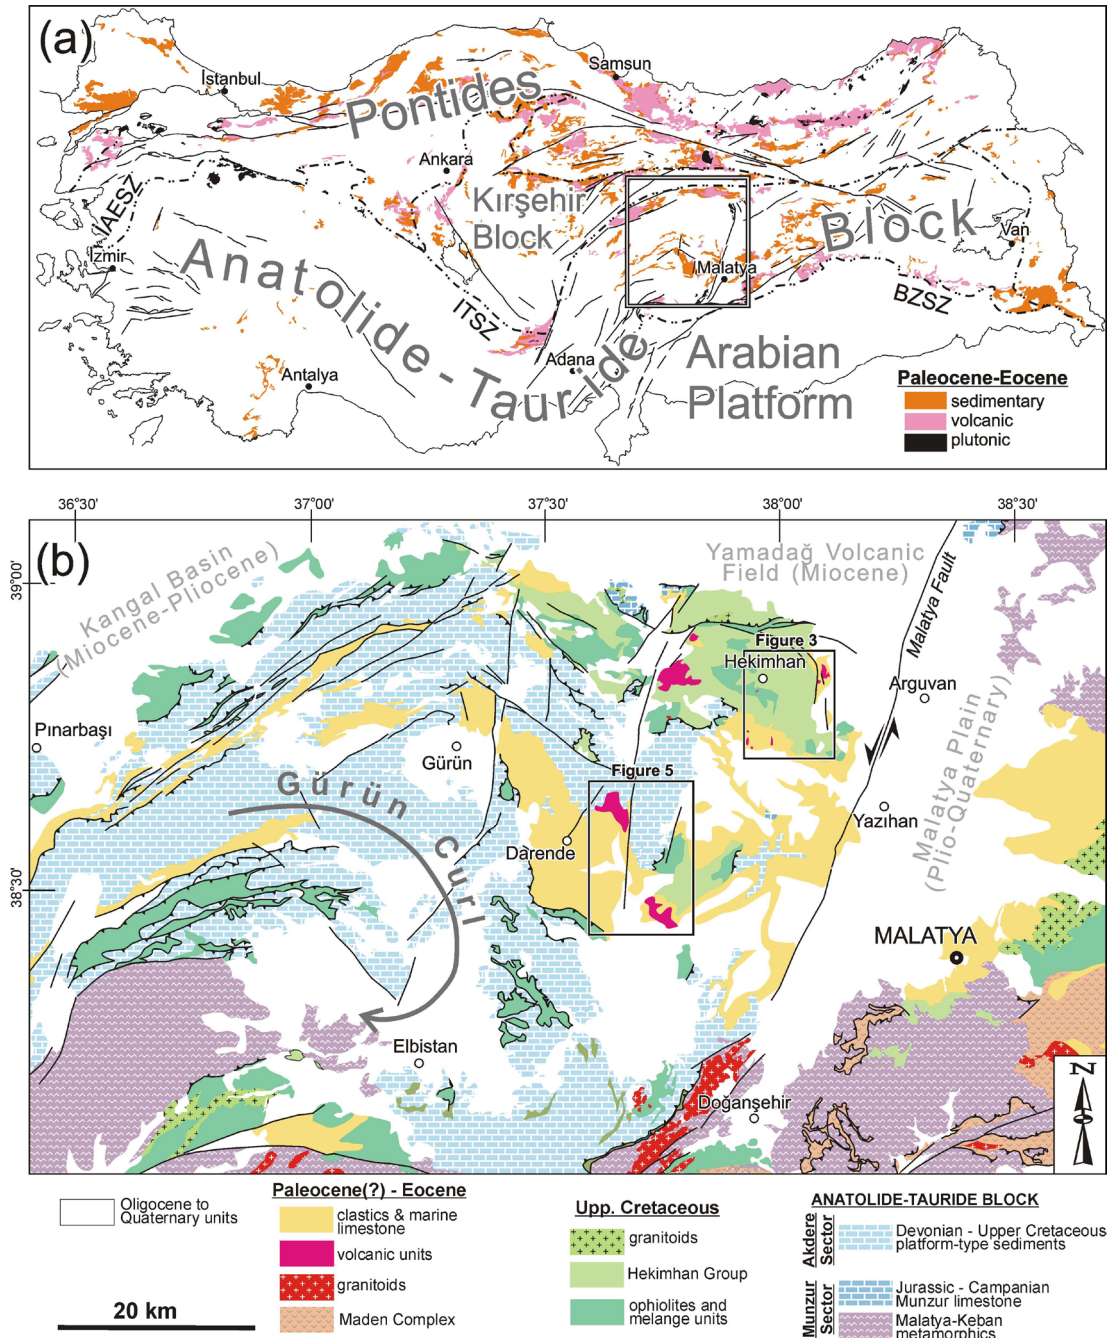 (a)
İstanbul
Samsun
Pontides
Ankara
Kırşehir
Block
IAESZ
İzmir
Anatolide - Tauride
Block
Van
Malatya
ITSZ
BZSZ
Adana
Antalya
Arabian
Platform
Paleocene-Eocene
sedimentary
volcanic
plutonic
36°30'
37°00'
37°30'
38°00'
38°30'
(b)
39°00'
38°30'
Kangal Basin
(Miocene-Pliocene)
Yamadağ Volcanic
Field (Miocene)
Malatya Fault
Figure 3
Hekimhan
Arguvan
Pınarbaşı
Gürün
Gürün Curl
Figure 5
Darende
Yazıhan
Malatya Plain
(Plio-Quaternary)
MALATYA
Elbistan
Doğanşehir
N
Oligocene to
Quaternary units
20 km
Paleocene(?) - Eocene
clastics & marine
limestone
volcanic units
granitoids
Maden Complex
Upp. Cretaceous
granitoids
Hekimhan Group
ophiolites and
melange units
ANATOLIDE-TAURIDE BLOCK
Akdere
Sector
Devonian - Upper Cretaceous
platform-type sediments
Munzur
Sector
Jurassic - Campanian
Munzur limestone
Malatya-Keban
metamorphics